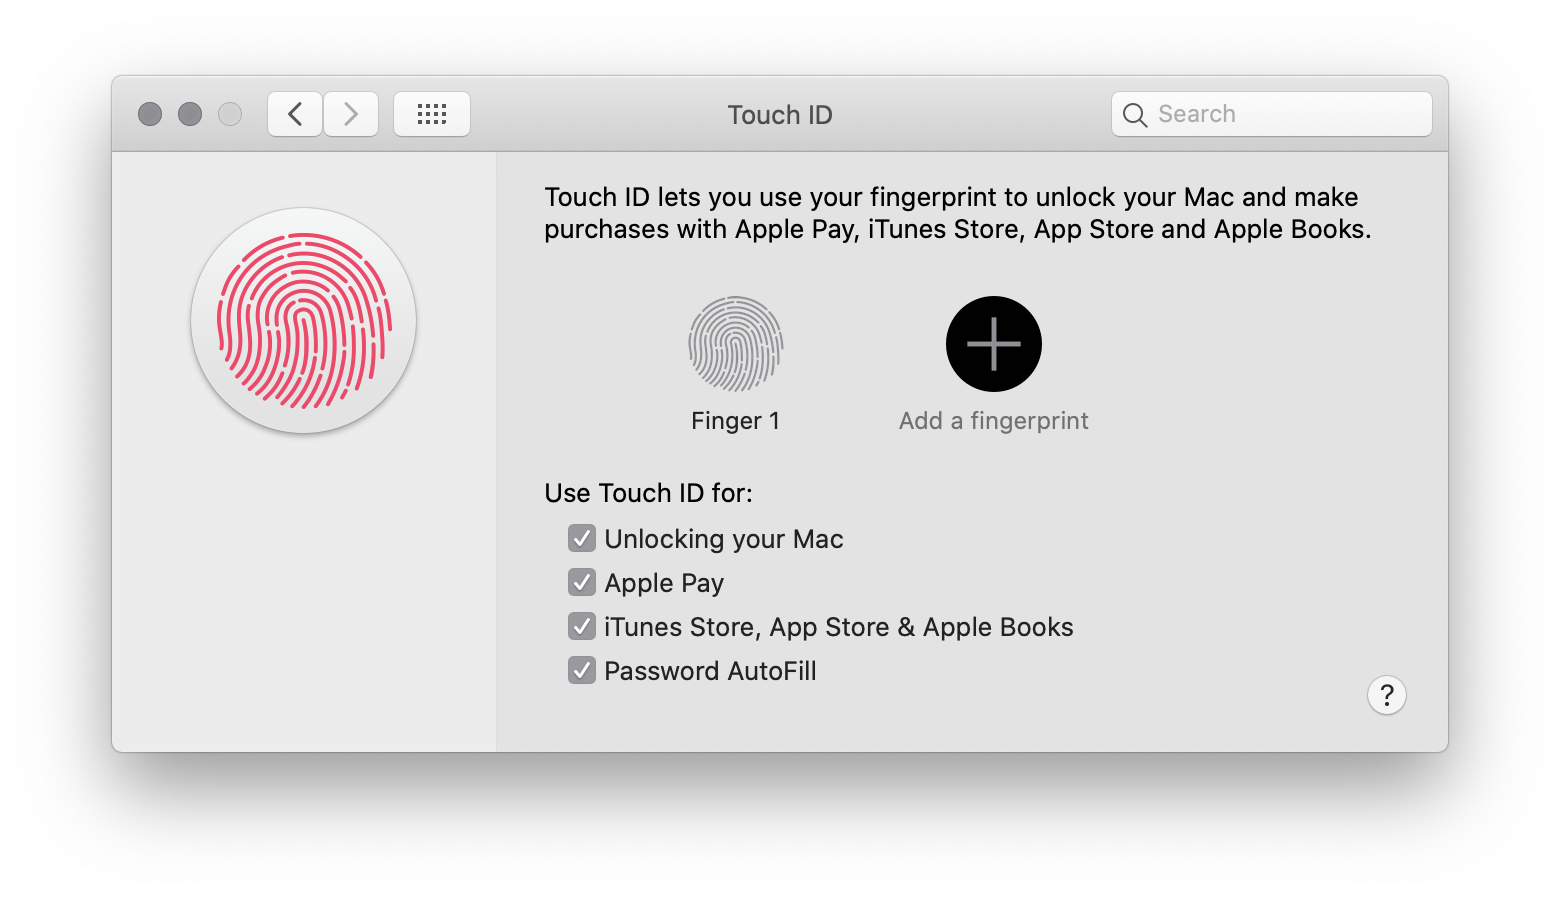 Touch ID
Search
Touch ID lets you use your fingerprint to unlock your Mac and make
purchases with Apple Pay, iTunes Store, App Store and Apple Books.
Finger 1
Add a fingerprint
Use Touch ID for:
Unlocking your Mac
Apple Pay
iTunes Store, App Store & Apple Books
Password AutoFill
?